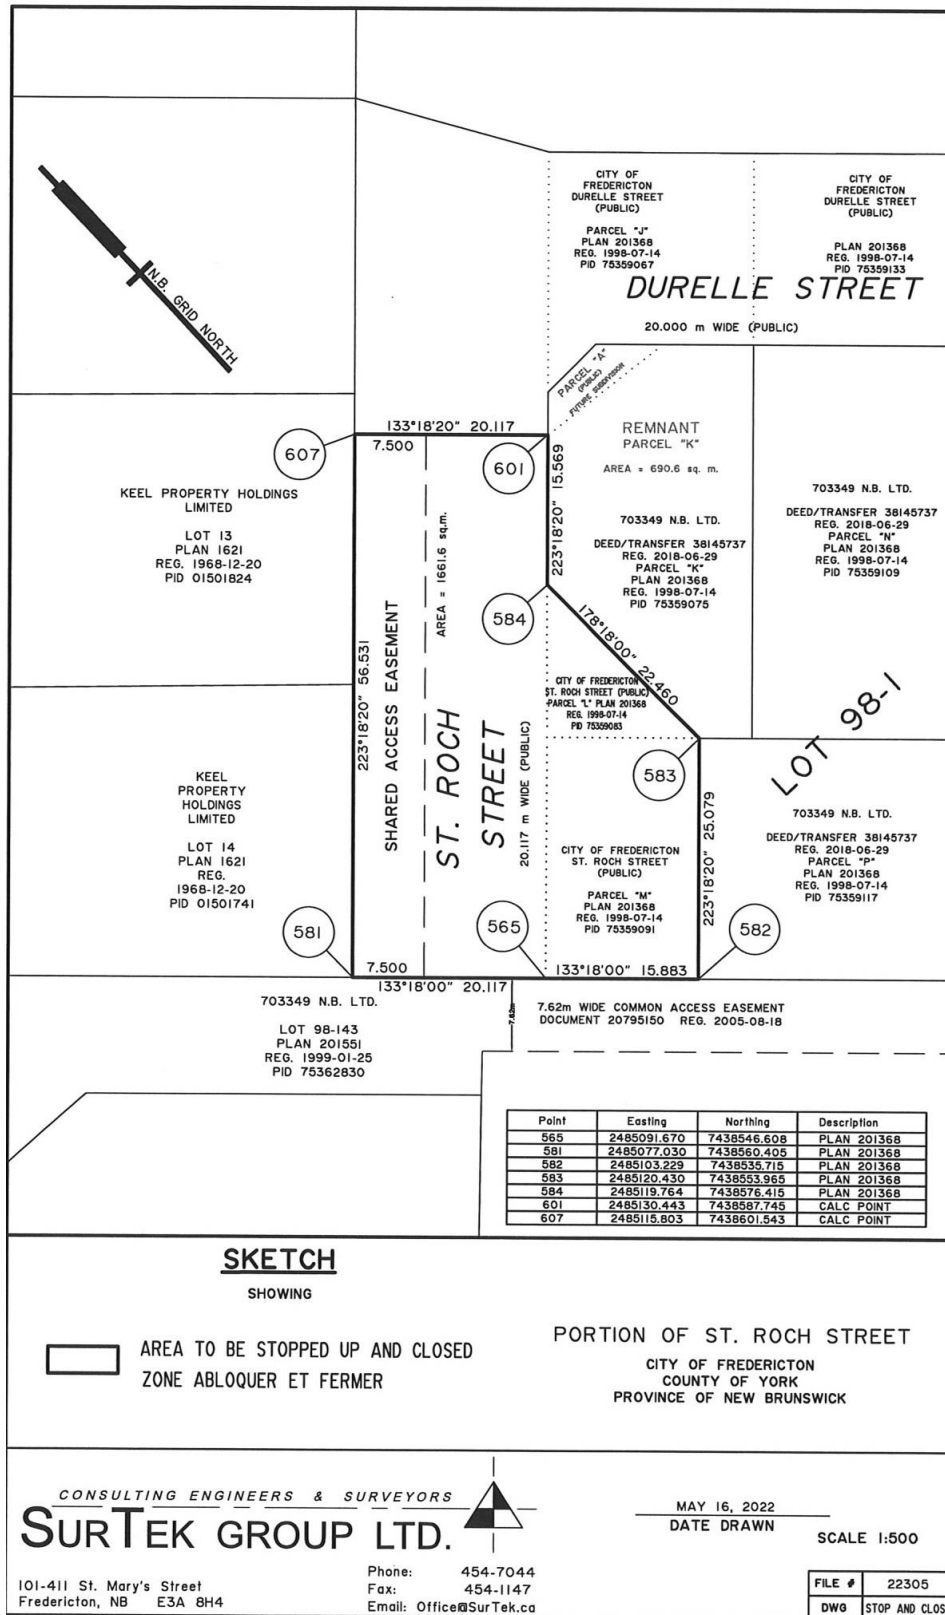 CITY OF
FREDERICTON
DURELLE STREET
(PUBLIC)
PARCEL "J"
PLAN 201368
REG. 1998-07-14
PID 75359067
CITY OF
FREDERICTON
DURELLE STREET
(PUBLIC)
PLAN 201368
REG. 1998-07-14
PID 75359133
DURELLE STREET
20.000 m WIDE (PUBLIC)
N.B. GRID NORTH
PARCEL "A"
(PUBLIC)
FUTURE SUBDIVISION
REMNANT
PARCEL "K"
AREA = 690.6 sq. m.
703349 N.B. LTD.
DEED/TRANSFER 38145737
REG. 2018-06-29
PARCEL "K"
PLAN 201368
REG. 1998-07-14
PID 75359075
703349 N.B. LTD.
DEED/TRANSFER 38145737
REG. 2018-06-29
PARCEL "N"
PLAN 201368
REG. 1998-07-14
PID 75359109
133°18'20" 20.117
7.500
607
601
223°18'20" 15.569
KEEL PROPERTY HOLDINGS
LIMITED
LOT 13
PLAN 1621
REG. 1968-12-20
PID 01501824
AREA = 1661.6 sq.m.
584
178°18'00" 22.460
223°18'20" 56.531
SHARED ACCESS EASEMENT
ST. ROCH
STREET
20.117 m WIDE (PUBLIC)
CITY OF FREDERICTON
ST. ROCH STREET (PUBLIC)
PARCEL "L" PLAN 201368
REG. 1998-07-14
PID 75359083
LOT 98-1
583
KEEL
PROPERTY
HOLDINGS
LIMITED
LOT 14
PLAN 1621
REG.
1968-12-20
PID 01501741
CITY OF FREDERICTON
ST. ROCH STREET
(PUBLIC)
PARCEL "M"
PLAN 201368
REG. 1998-07-14
PID 75359091
223°18'20" 25.079
703349 N.B. LTD.
DEED/TRANSFER 38145737
REG. 2018-06-29
PARCEL "P"
PLAN 201368
REG. 1998-07-14
PID 75359117
581
565
582
7.500
133°18'00" 20.117
133°18'00" 15.883
703349 N.B. LTD.
LOT 98-143
PLAN 201551
REG. 1999-01-25
PID 75362830
7.62m
7.62m WIDE COMMON ACCESS EASEMENT
DOCUMENT 20795150 REG. 2005-08-18
Point Easting Northing Description
565 2485091.670 7438546.608 PLAN 201368
581 2485077.030 7438560.405 PLAN 201368
582 2485103.229 7438535.715 PLAN 201368
583 2485120.430 7438553.965 PLAN 201368
584 2485119.764 7438576.415 PLAN 201368
601 2485130.443 7438587.745 CALC POINT
607 2485115.803 7438601.543 CALC POINT
SKETCH
SHOWING
AREA TO BE STOPPED UP AND CLOSED
ZONE ABLOQUER ET FERMER
PORTION OF ST. ROCH STREET
CITY OF FREDERICTON
COUNTY OF YORK
PROVINCE OF NEW BRUNSWICK
CONSULTING ENGINEERS & SURVEYORS
SURTEK GROUP LTD.
101-411 St. Mary's Street
Fredericton, NB E3A 8H4
Phone: 454-7044
Fax: 454-1147
Email: Office@SurTek.ca
MAY 16, 2022
DATE DRAWN
SCALE 1:500
FILE # 22305
DWG STOP AND CLOS